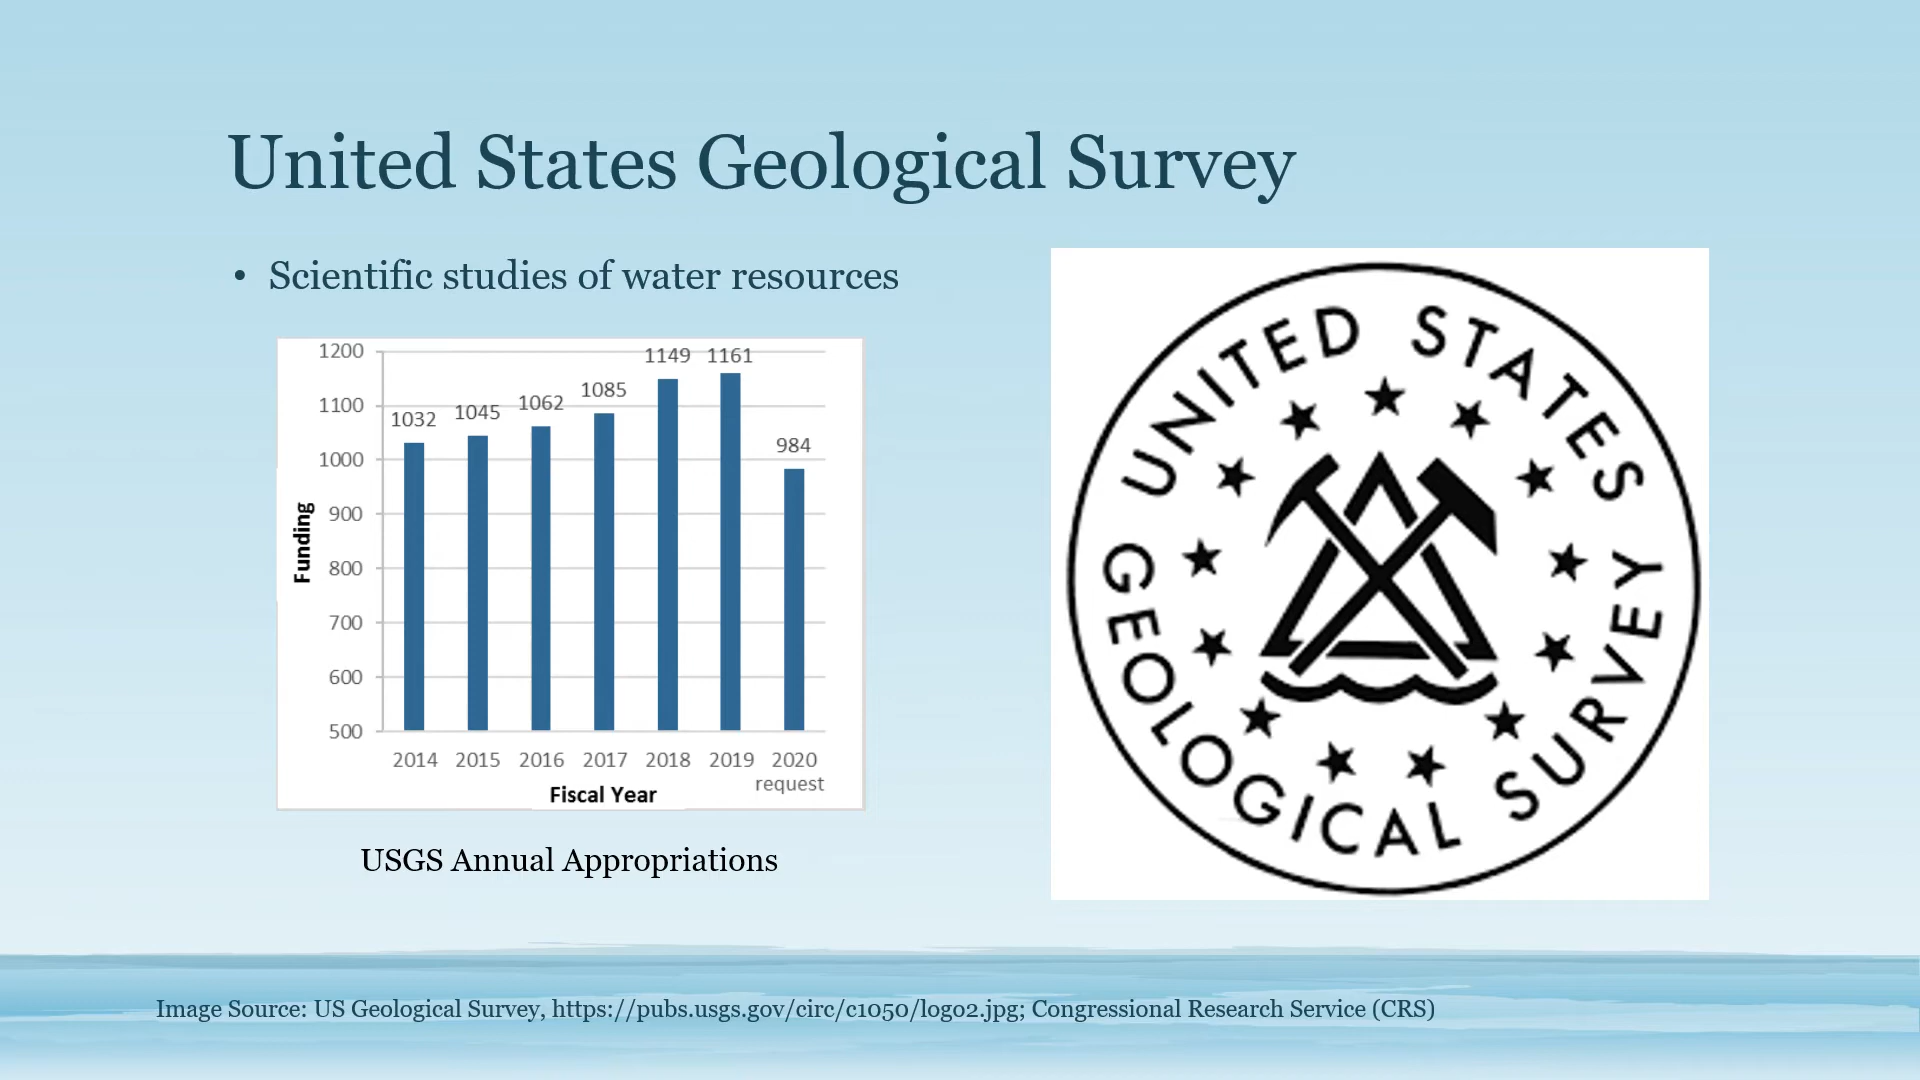 United States Geological Survey
• Scientific studies of water resources
1200
1100
1000
900
800
700
600
500
Funding
1032
1045
1062
1085
1149
1161
984
2014
2015
2016
2017
2018
2019
2020
request
Fiscal Year
USGS Annual Appropriations
UNITED STATES
GEOLOGICAL SURVEY
Image Source: US Geological Survey, https://pubs.usgs.gov/circ/c1050/logo2.jpg; Congressional Research Service (CRS)